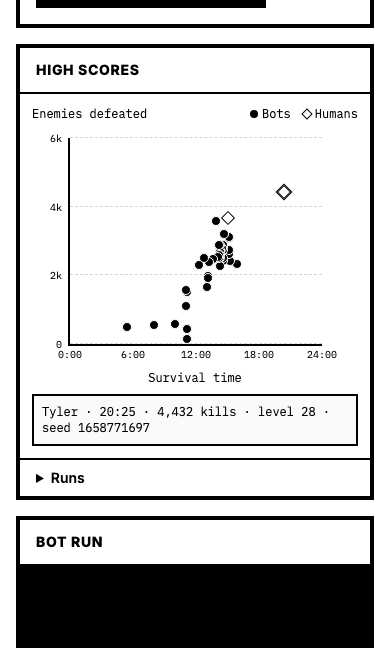 HIGH SCORES
Enemies defeated
Bots
Humans
6k
4k
2k
0
0:00 6:00 12:00 18:00 24:00
Survival time
Tyler · 20:25 · 4,432 kills · level 28 ·
seed 1658771697
Runs
BOT RUN